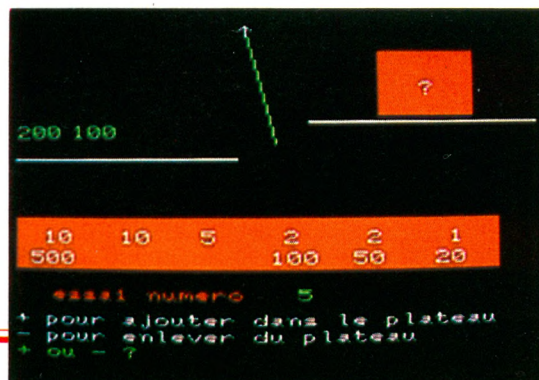 ?
200 100
10 10 5 2 2 1
500 100 50 20
essai numero 5
+ pour ajouter dans le plateau
- pour enlever du plateau
+ ou - ?